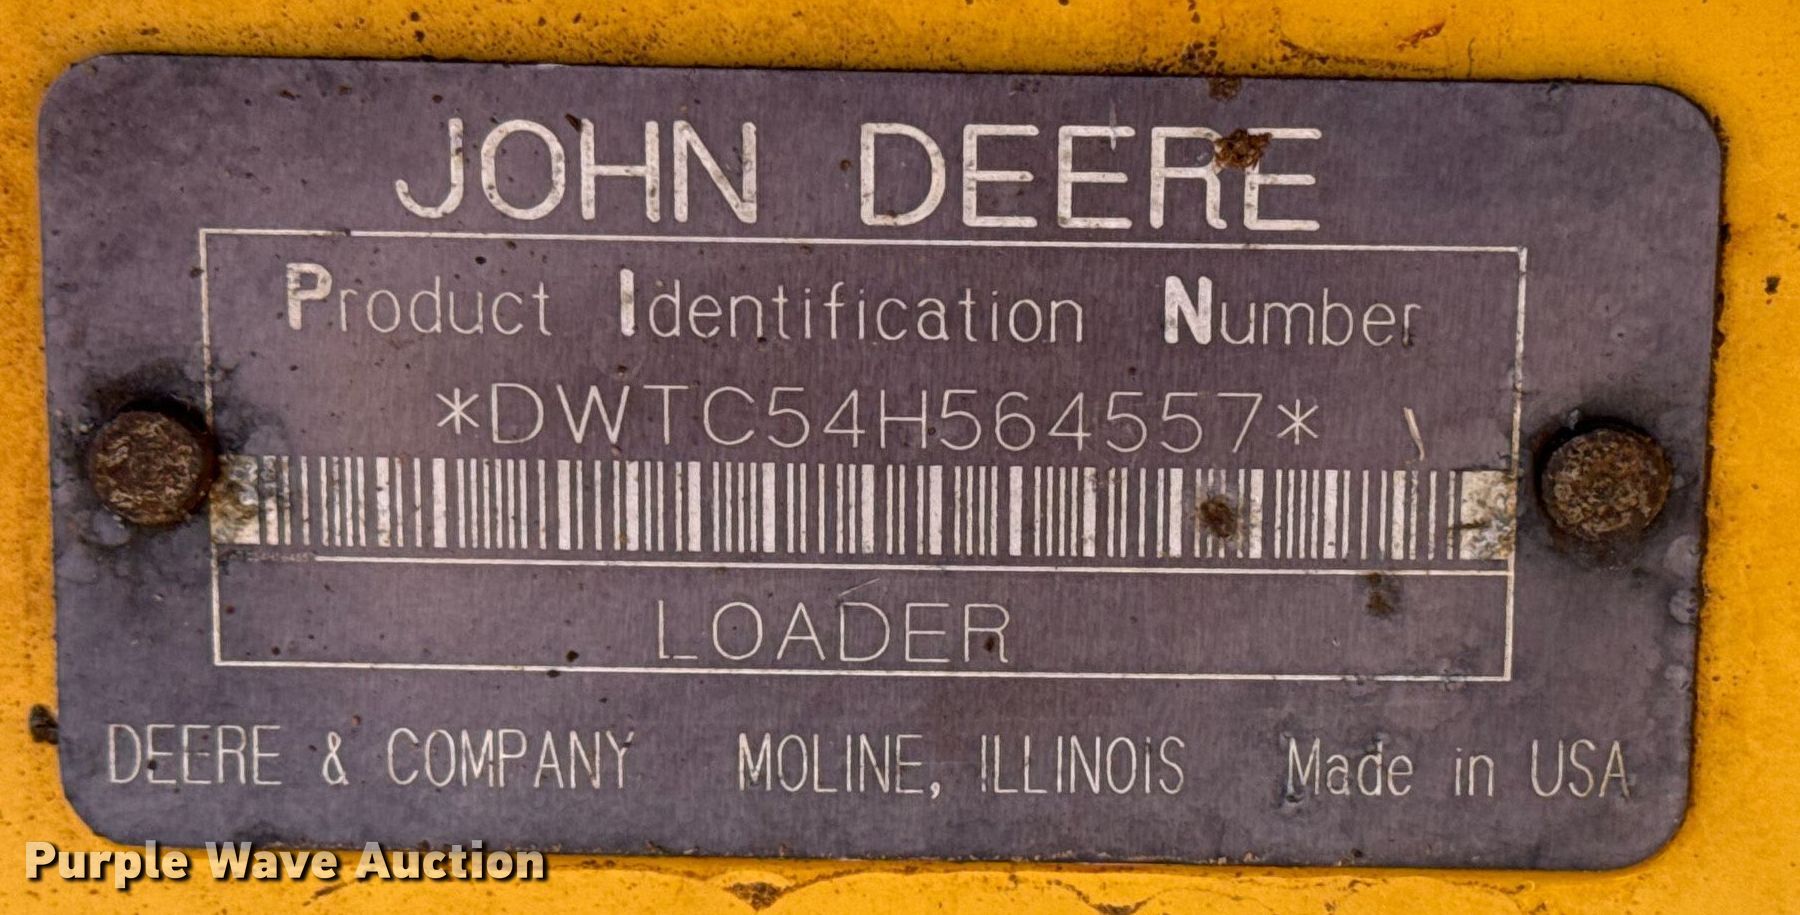 JOHN DEERE
Product Identification Number
*DWTC54H564557*
LOADER
DEERE & COMPANY MOLINE, ILLINOIS Made in USA
Purple Wave Auction